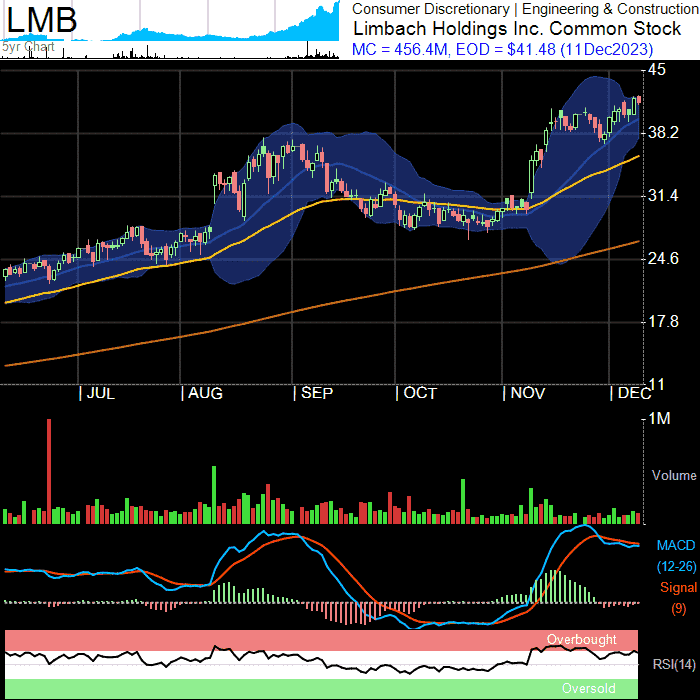 LMB
5yr Chart
Consumer Discretionary | Engineering & Construction
Limbach Holdings Inc. Common Stock
MC = 456.4M, EOD = $41.48 (11Dec2023)
45
38.2
31.4
24.6
17.8
11
JUL
AUG
SEP
OCT
NOV
DEC
1M
Volume
MACD
(12-26)
Signal
(9)
Overbought
RSI(14)
Oversold